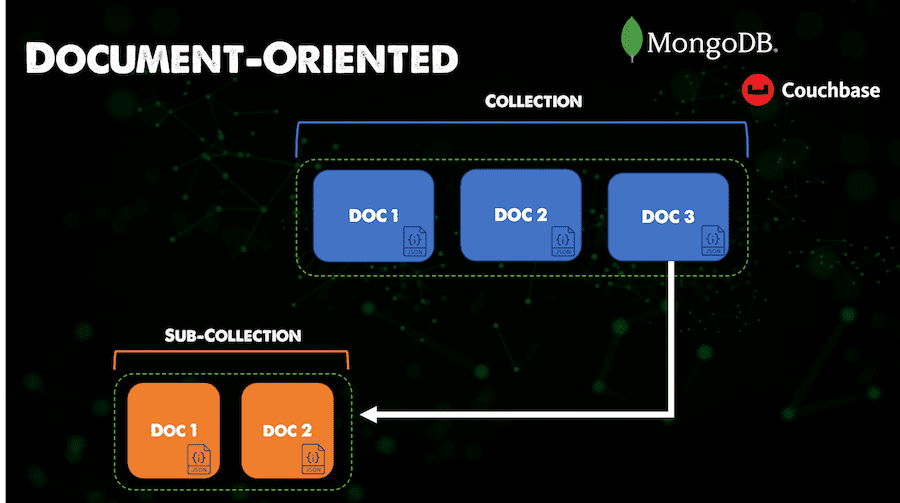 DOCUMENT-ORIENTED
MongoDB®
Couchbase
COLLECTION
DOC 1
DOC 2
DOC 3
JSON
JSON
JSON
SUB-COLLECTION
DOC 1
DOC 2
JSON
JSON